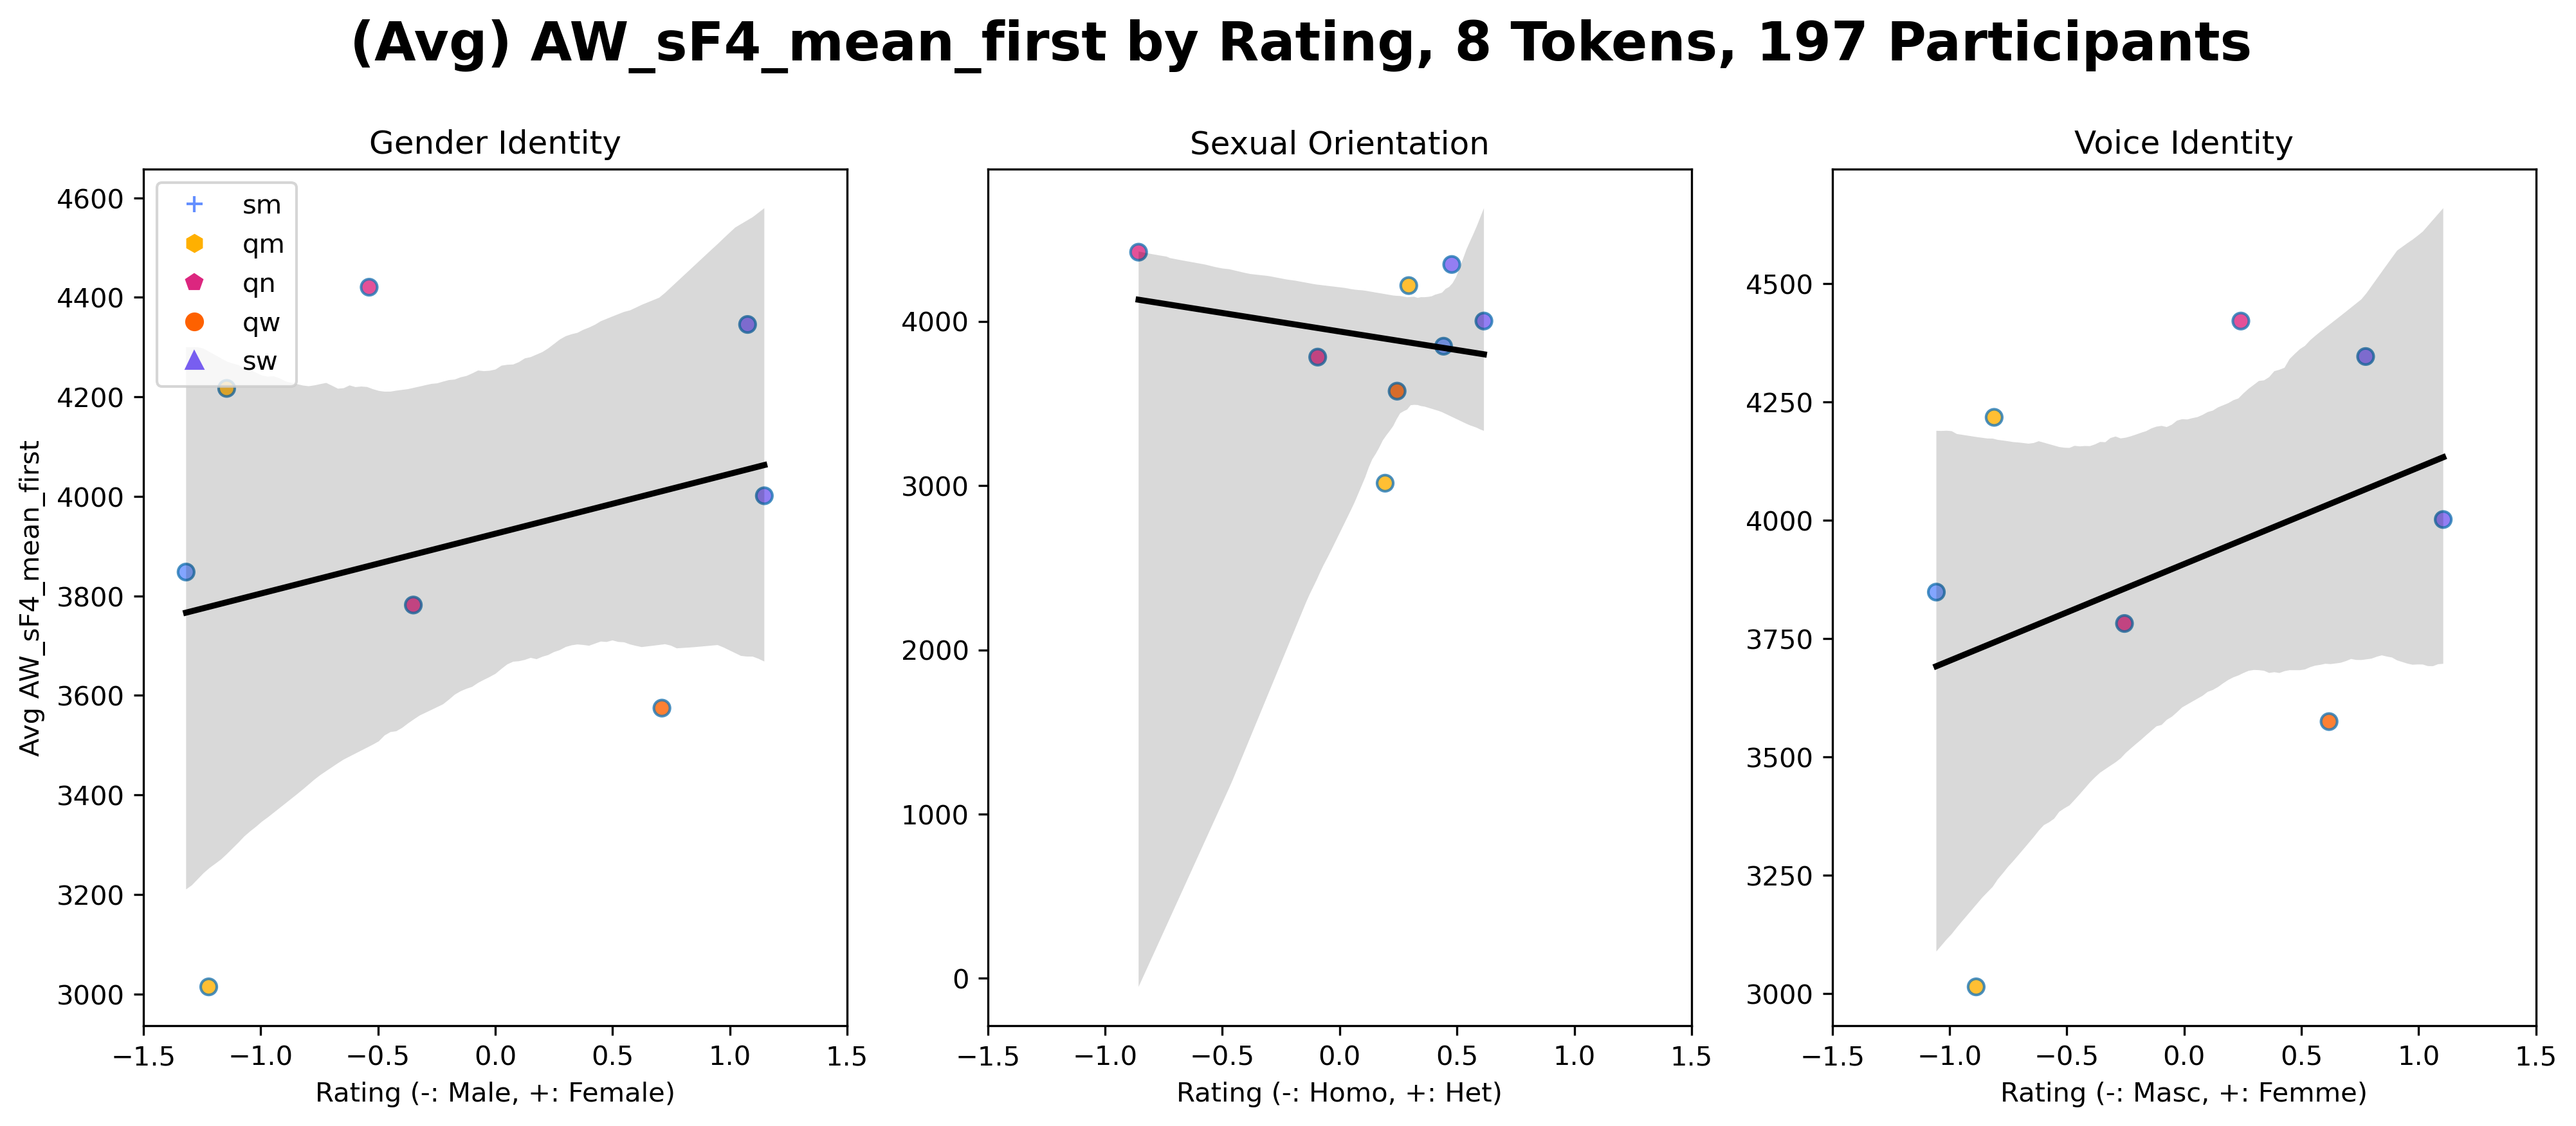 (Avg) AW_sF4_mean_first by Rating, 8 Tokens, 197 Participants
Gender Identity
Sexual Orientation
Voice Identity
sm
qm
qn
qw
sw
Avg AW_sF4_mean_first
4600
4400
4200
4000
3800
3600
3400
3200
3000
−1.5 −1.0 −0.5 0.0 0.5 1.0 1.5
Rating (-: Male, +: Female)
4000
3000
2000
1000
0
−1.5 −1.0 −0.5 0.0 0.5 1.0 1.5
Rating (-: Homo, +: Het)
4500
4250
4000
3750
3500
3250
3000
−1.5 −1.0 −0.5 0.0 0.5 1.0 1.5
Rating (-: Masc, +: Femme)